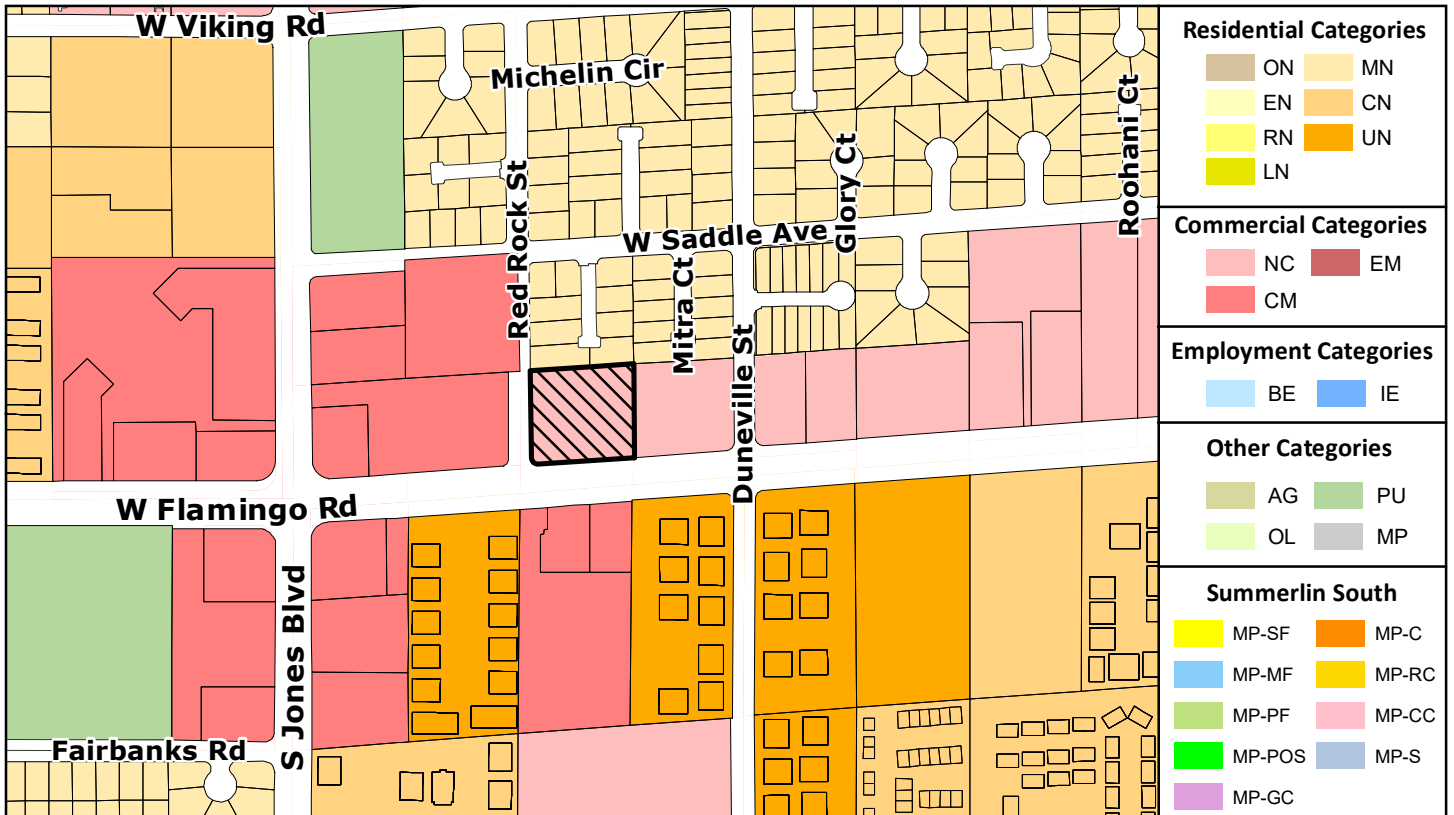 W Viking Rd
Michelin Cir
Red Rock St
W Saddle Ave
Mitra Ct
Glory Ct
Roohani Ct
Duneville St
W Flamingo Rd
S Jones Blvd
Fairbanks Rd
Residential Categories
ON MN
EN CN
RN UN
LN
Commercial Categories
NC EM
CM
Employment Categories
BE IE
Other Categories
AG PU
OL MP
Summerlin South
MP-SF MP-C
MP-MF MP-RC
MP-PF MP-CC
MP-POS MP-S
MP-GC